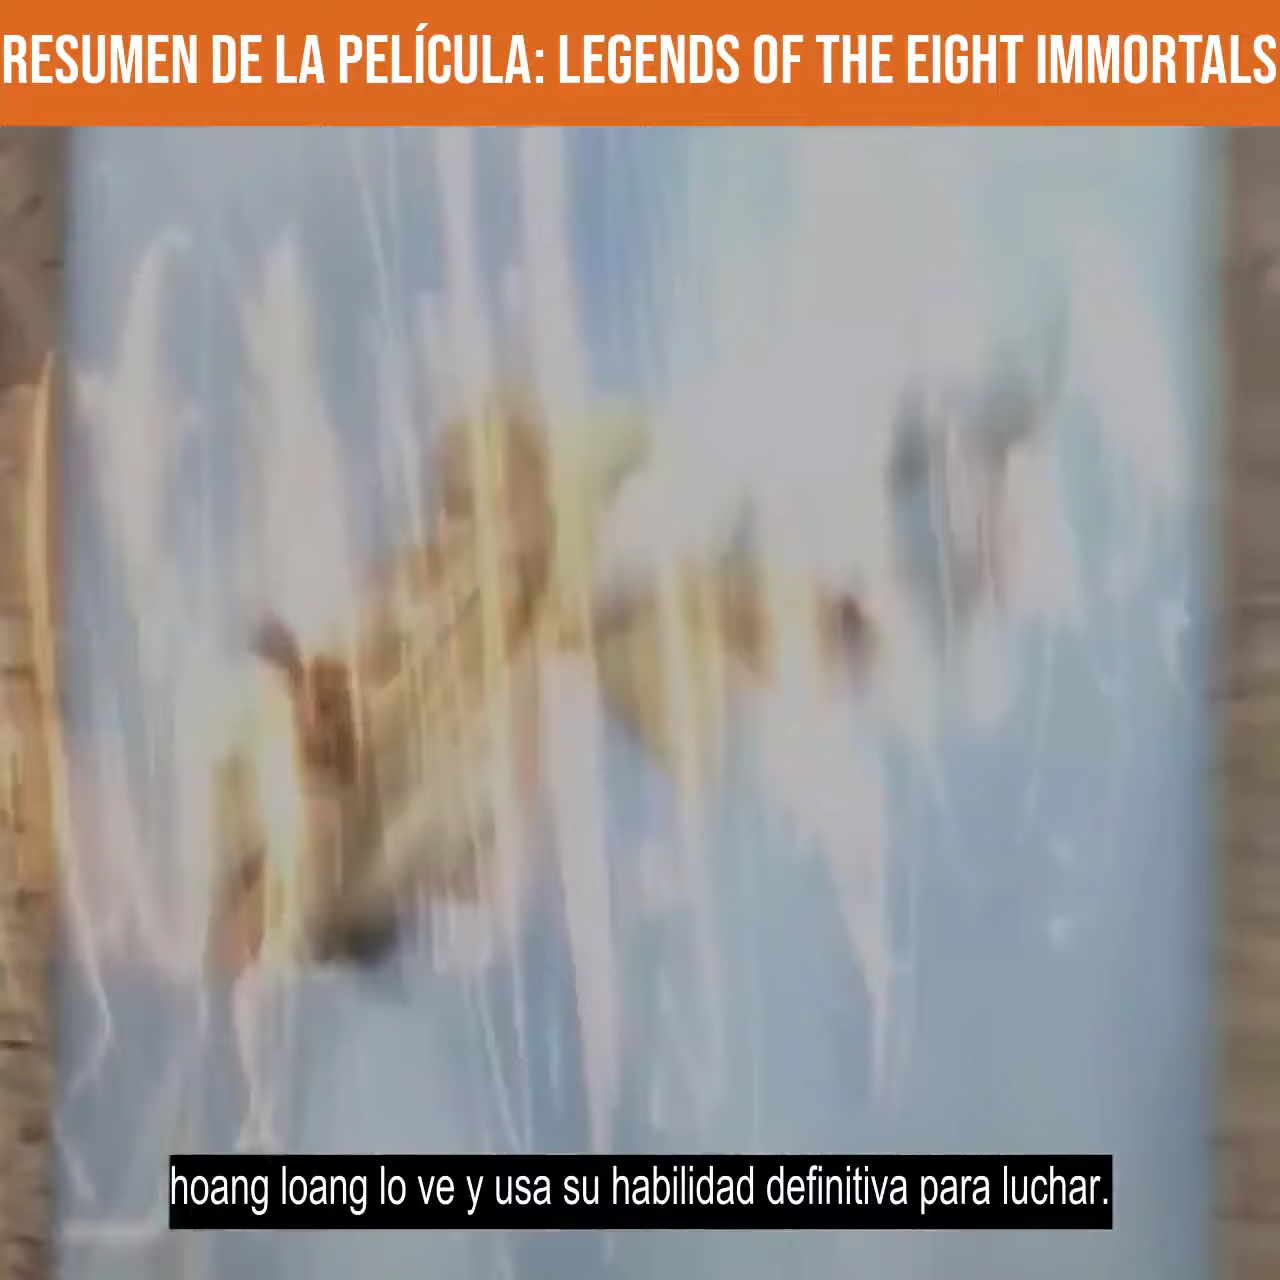 RESUMEN DE LA PELÍCULA: LEGENDS OF THE EIGHT IMMORTALS
hoang loang lo ve y usa su habilidad definitiva para luchar.